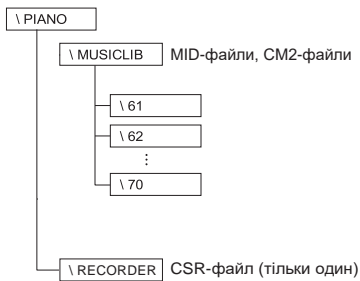 \ PIANO
\ MUSICLIB MID-файли, CM2-файли
\ 61
\ 62
⋮
\ 70
\ RECORDER CSR-файл (тільки один)